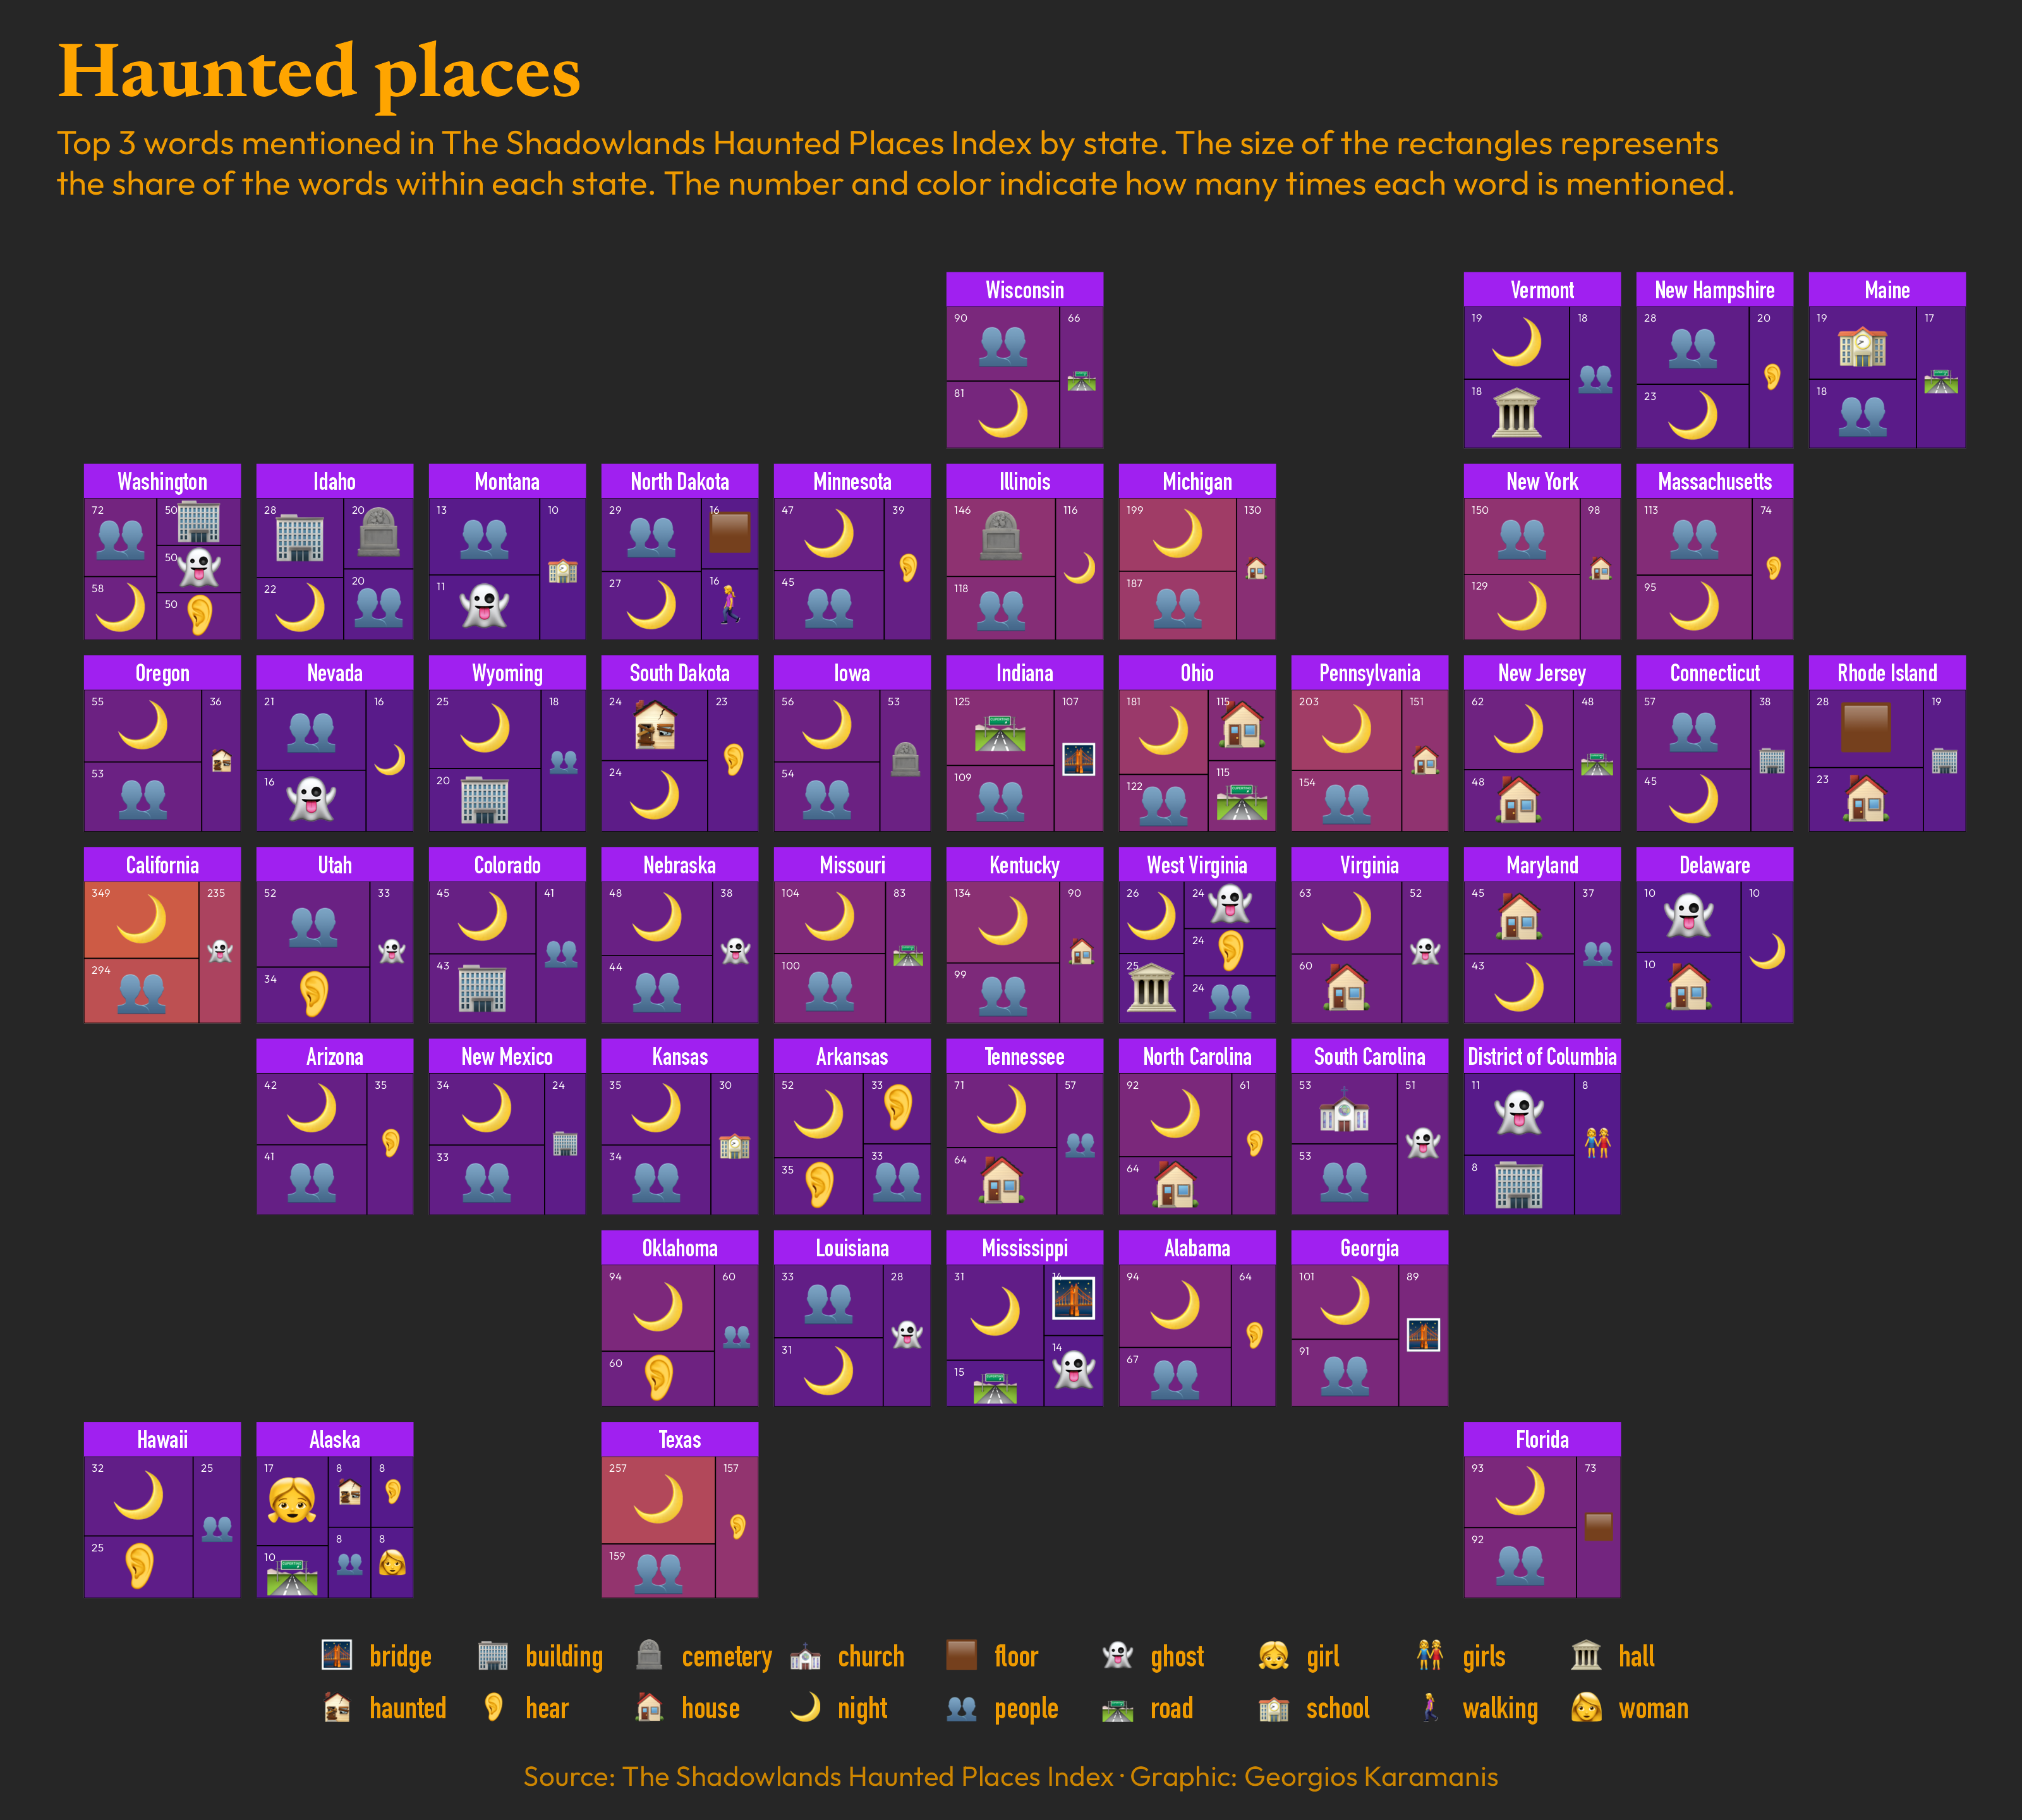 Haunted places
Top 3 words mentioned in The Shadowlands Haunted Places Index by state. The size of the rectangles represents
the share of the words within each state. The number and color indicate how many times each word is mentioned.
Wisconsin
90 66
81
Vermont
19 18
18
New Hampshire
28 20
23
Maine
19 17
18
Washington
72 50
50
58 50
Idaho
28 20
22 20
Montana
13 10
11
North Dakota
29 16
27 16
Minnesota
47 39
45
Illinois
146 116
118
Michigan
199 130
187
New York
150 98
129
Massachusetts
113 74
95
Oregon
55 36
53
Nevada
21 16
16
Wyoming
25 18
20
South Dakota
24 23
24
Iowa
56 53
54
Indiana
125 107
109
Ohio
181 115
122 115
Pennsylvania
203 151
154
New Jersey
62 48
48
Connecticut
57 38
45
Rhode Island
28 19
23
California
349 235
294
Utah
52 33
34
Colorado
45 41
43
Nebraska
48 38
44
Missouri
104 83
100
Kentucky
134 90
99
West Virginia
26 24
24
25 24
Virginia
63 52
60
Maryland
45 37
43
Delaware
10 10
10
Arizona
42 35
41
New Mexico
34 24
33
Kansas
35 30
34
Arkansas
52 33
35 33
Tennessee
71 57
64
North Carolina
92 61
64
South Carolina
53 51
53
District of Columbia
11 8
8
Oklahoma
94 60
60
Louisiana
33 28
31
Mississippi
31 14
15 14
Alabama
94 64
67
Georgia
101 89
91
Hawaii
32 25
25
Alaska
17 8 8
10 8 8
Texas
257 157
159
Florida
93 73
92
bridge building cemetery church floor ghost girl girls hall
haunted hear house night people road school walking woman
Source: The Shadowlands Haunted Places Index · Graphic: Georgios Karamanis